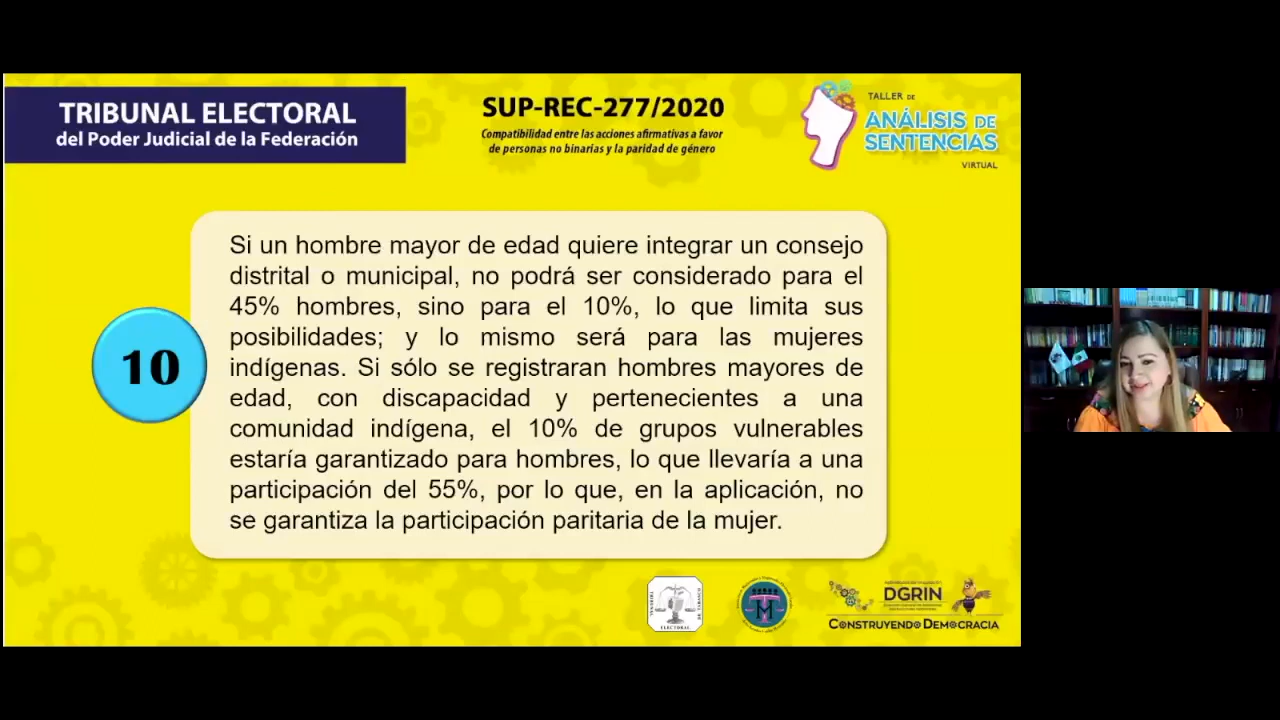 TRIBUNAL ELECTORAL
del Poder Judicial de la Federación
SUP-REC-277/2020
Compatibilidad entre las acciones afirmativas a favor
de personas no binarias y la paridad de género
TALLER DE
ANÁLISIS DE
SENTENCIAS
VIRTUAL
10
Si un hombre mayor de edad quiere integrar un consejo
distrital o municipal, no podrá ser considerado para el
45% hombres, sino para el 10%, lo que limita sus
posibilidades; y lo mismo será para las mujeres
indígenas. Si sólo se registraran hombres mayores de
edad, con discapacidad y pertenecientes a una
comunidad indígena, el 10% de grupos vulnerables
estaría garantizado para hombres, lo que llevaría a una
participación del 55%, por lo que, en la aplicación, no
se garantiza la participación paritaria de la mujer.
TRIBUNAL
ELECTORAL
DE TABASCO
DGRIN
CONSTRUYENDO DEMOCRACIA